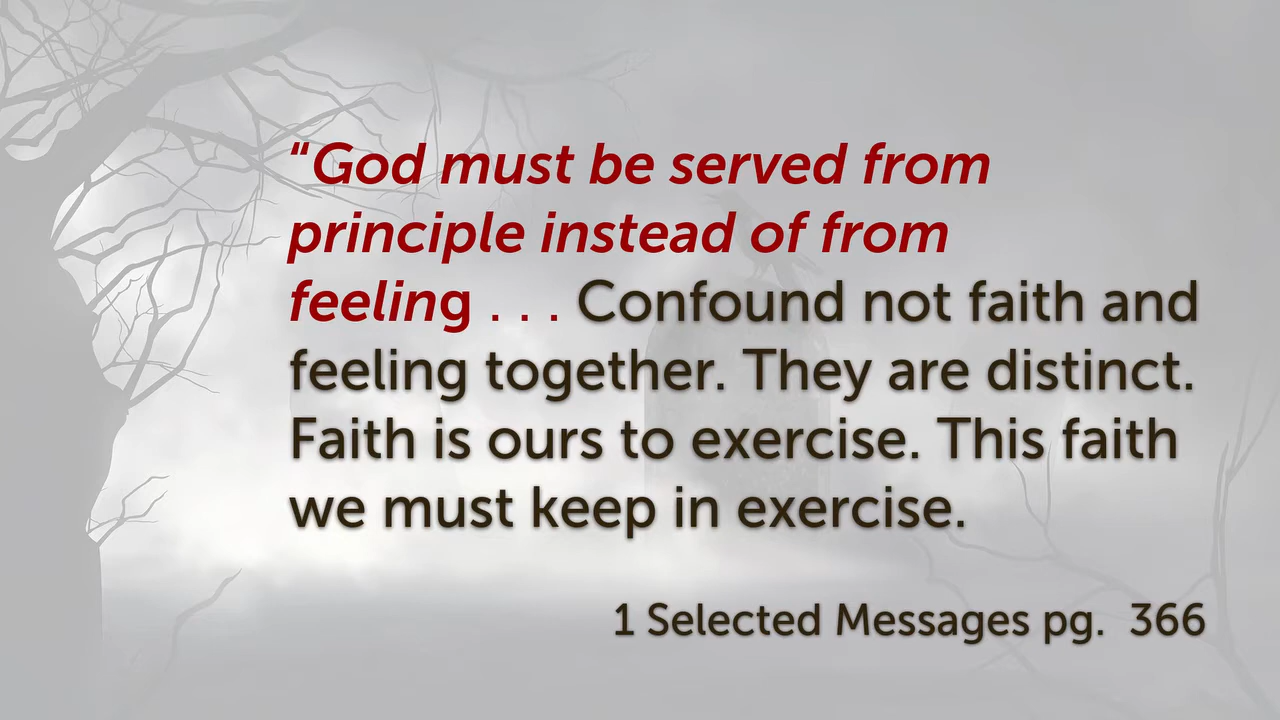 “God must be served from
principle instead of from
feeling . . . Confound not faith and
feeling together. They are distinct.
Faith is ours to exercise. This faith
we must keep in exercise.
1 Selected Messages pg. 366